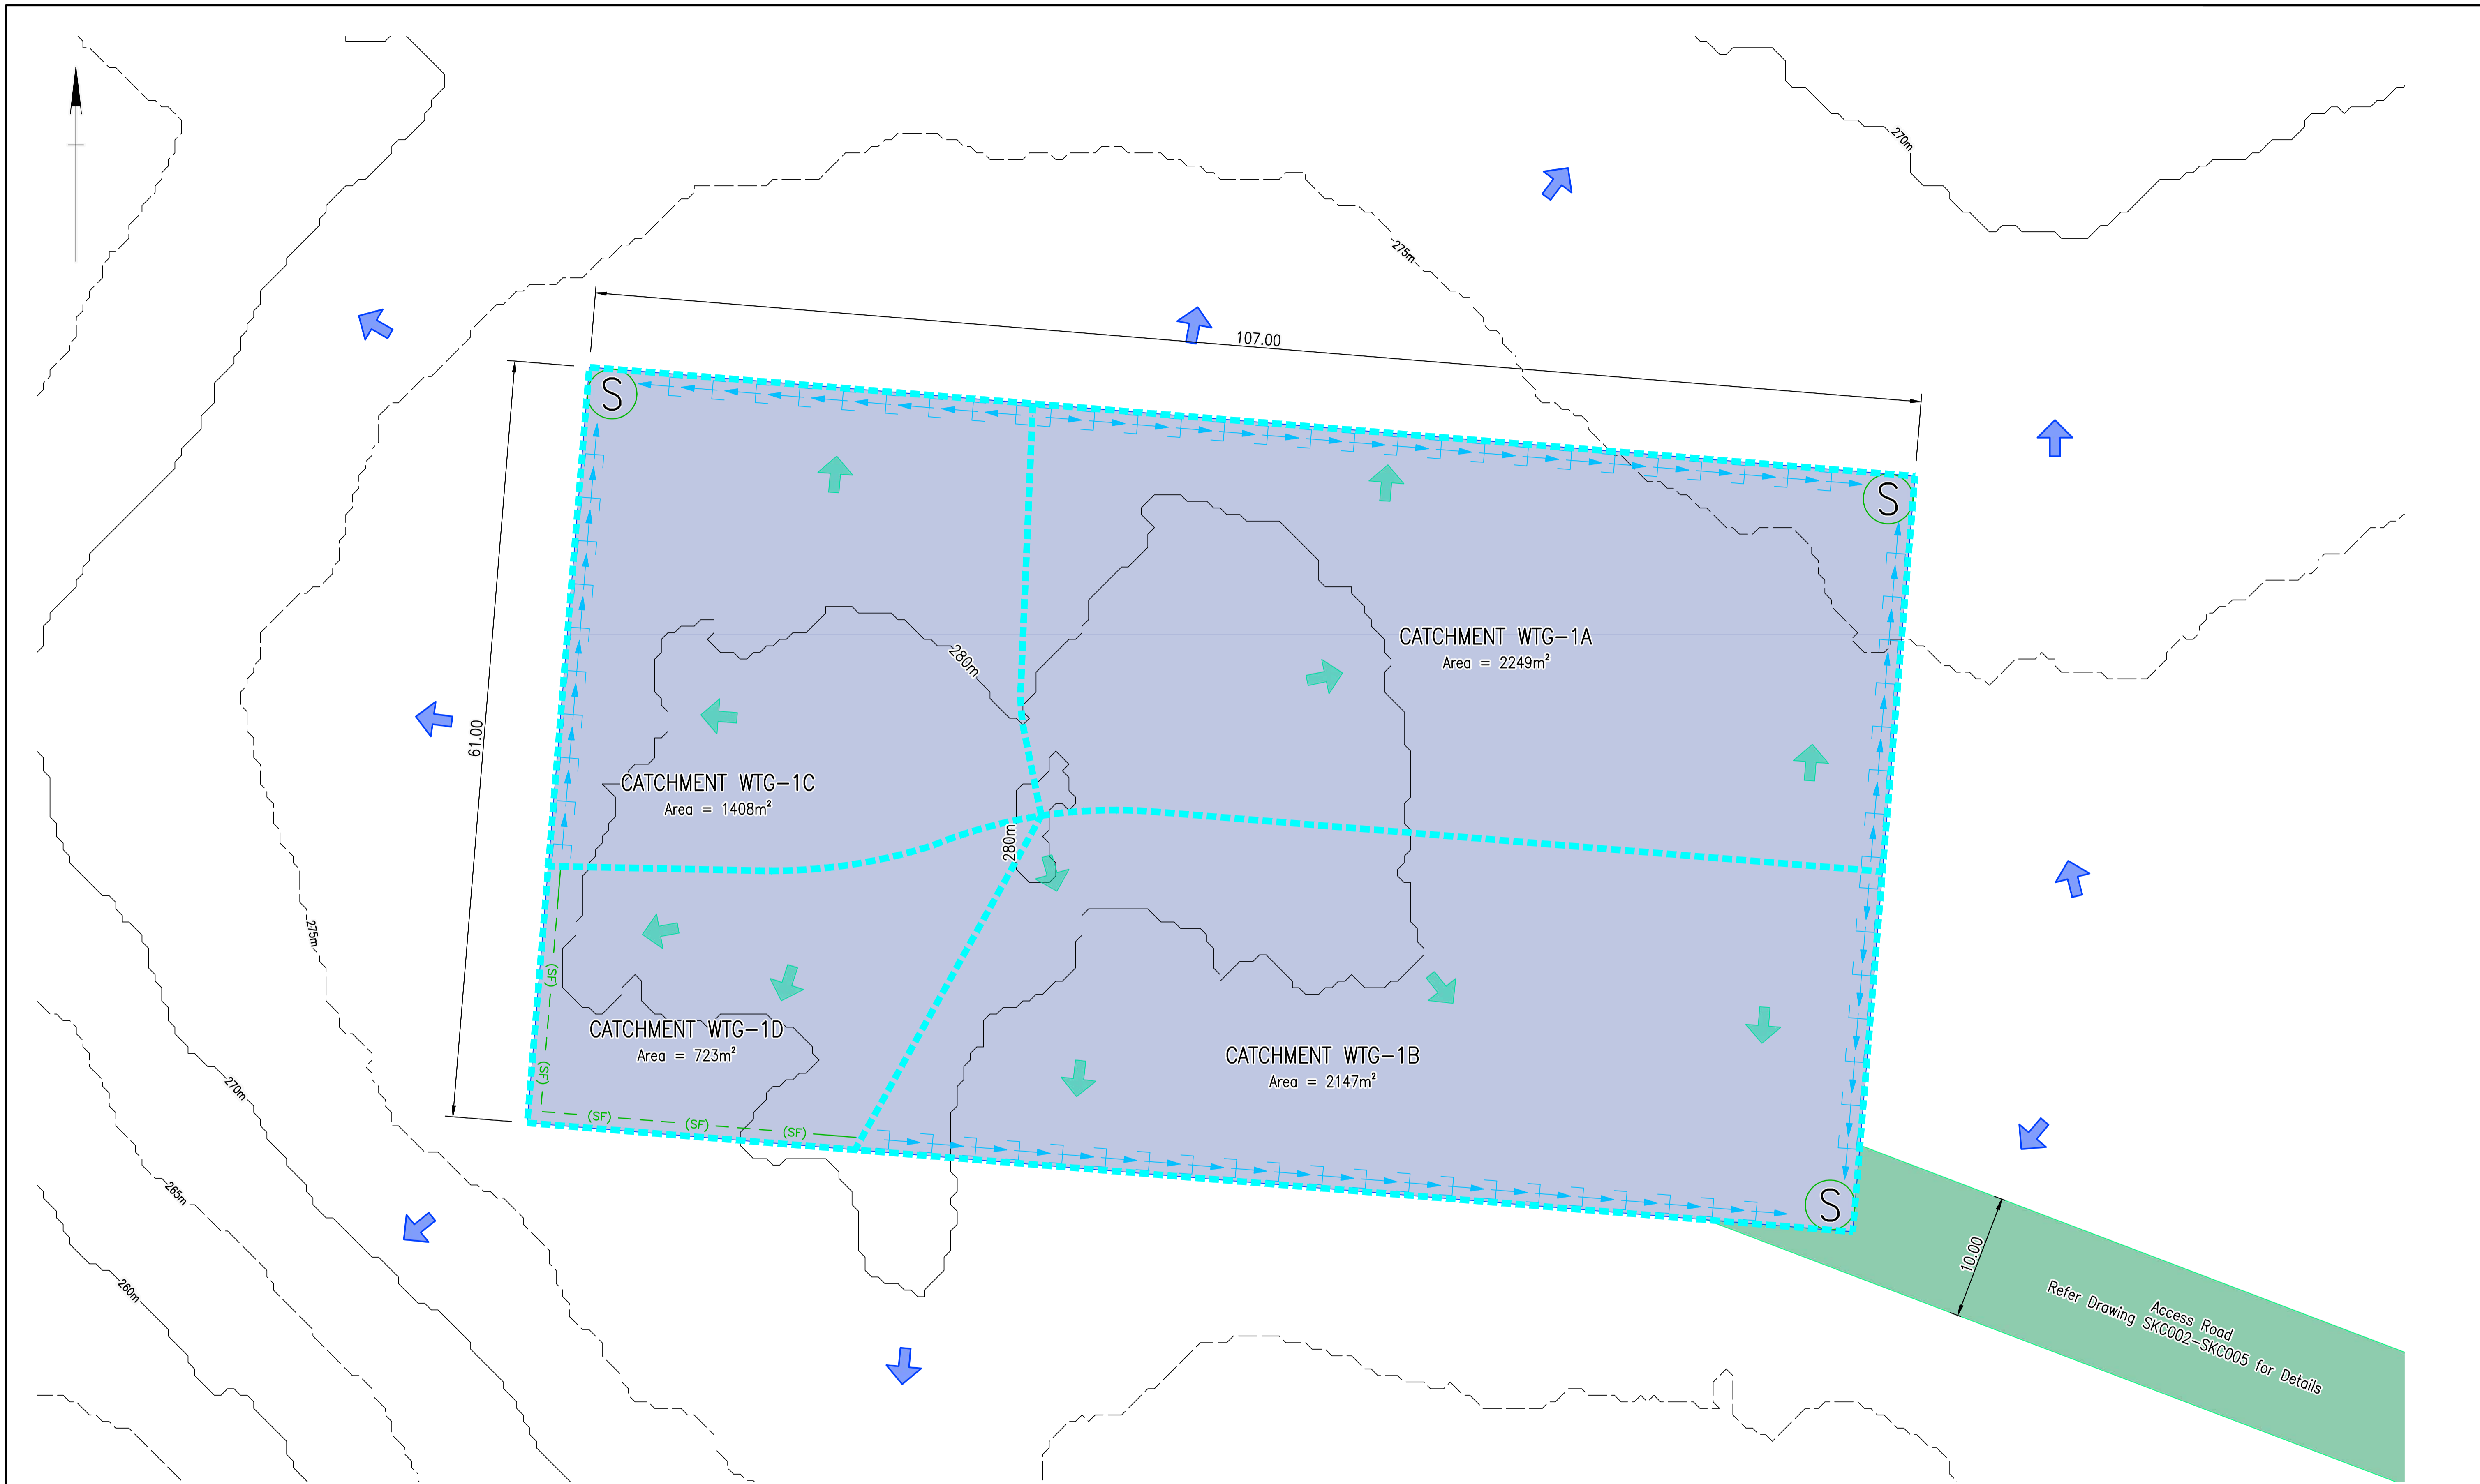 270m
275m
107.00
S
S
CATCHMENT WTG-1A
Area = 2249m²
280m
61.00
CATCHMENT WTG-1C
Area = 1408m²
280m
275m
(SF)
CATCHMENT WTG-1D
Area = 723m²
(SF)
CATCHMENT WTG-1B
Area = 2147m²
270m
(SF)
(SF)
(SF)
265m
S
10.00
260m
Access Road
Refer Drawing SKC002-SKC005 for Details